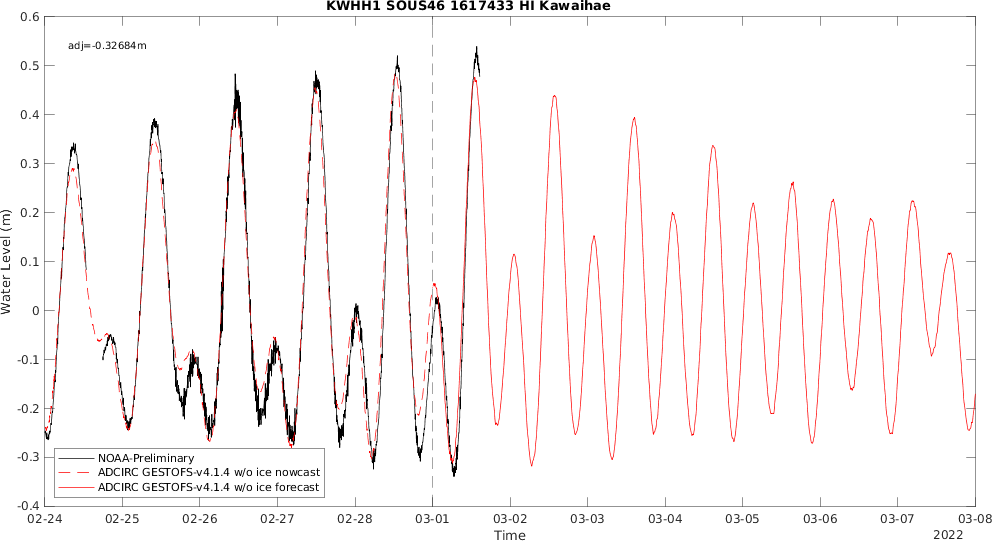 KWHH1 SOUS46 1617433 HI Kawaihae
adj=-0.32684m
Water Level (m)
0.6
0.5
0.4
0.3
0.2
0.1
0
-0.1
-0.2
-0.3
-0.4
NOAA-Preliminary
ADCIRC GESTOFS-v4.1.4 w/o ice nowcast
ADCIRC GESTOFS-v4.1.4 w/o ice forecast
02-24 02-25 02-26 02-27 02-28 03-01 03-02 03-03 03-04 03-05 03-06 03-07 03-08
Time
2022